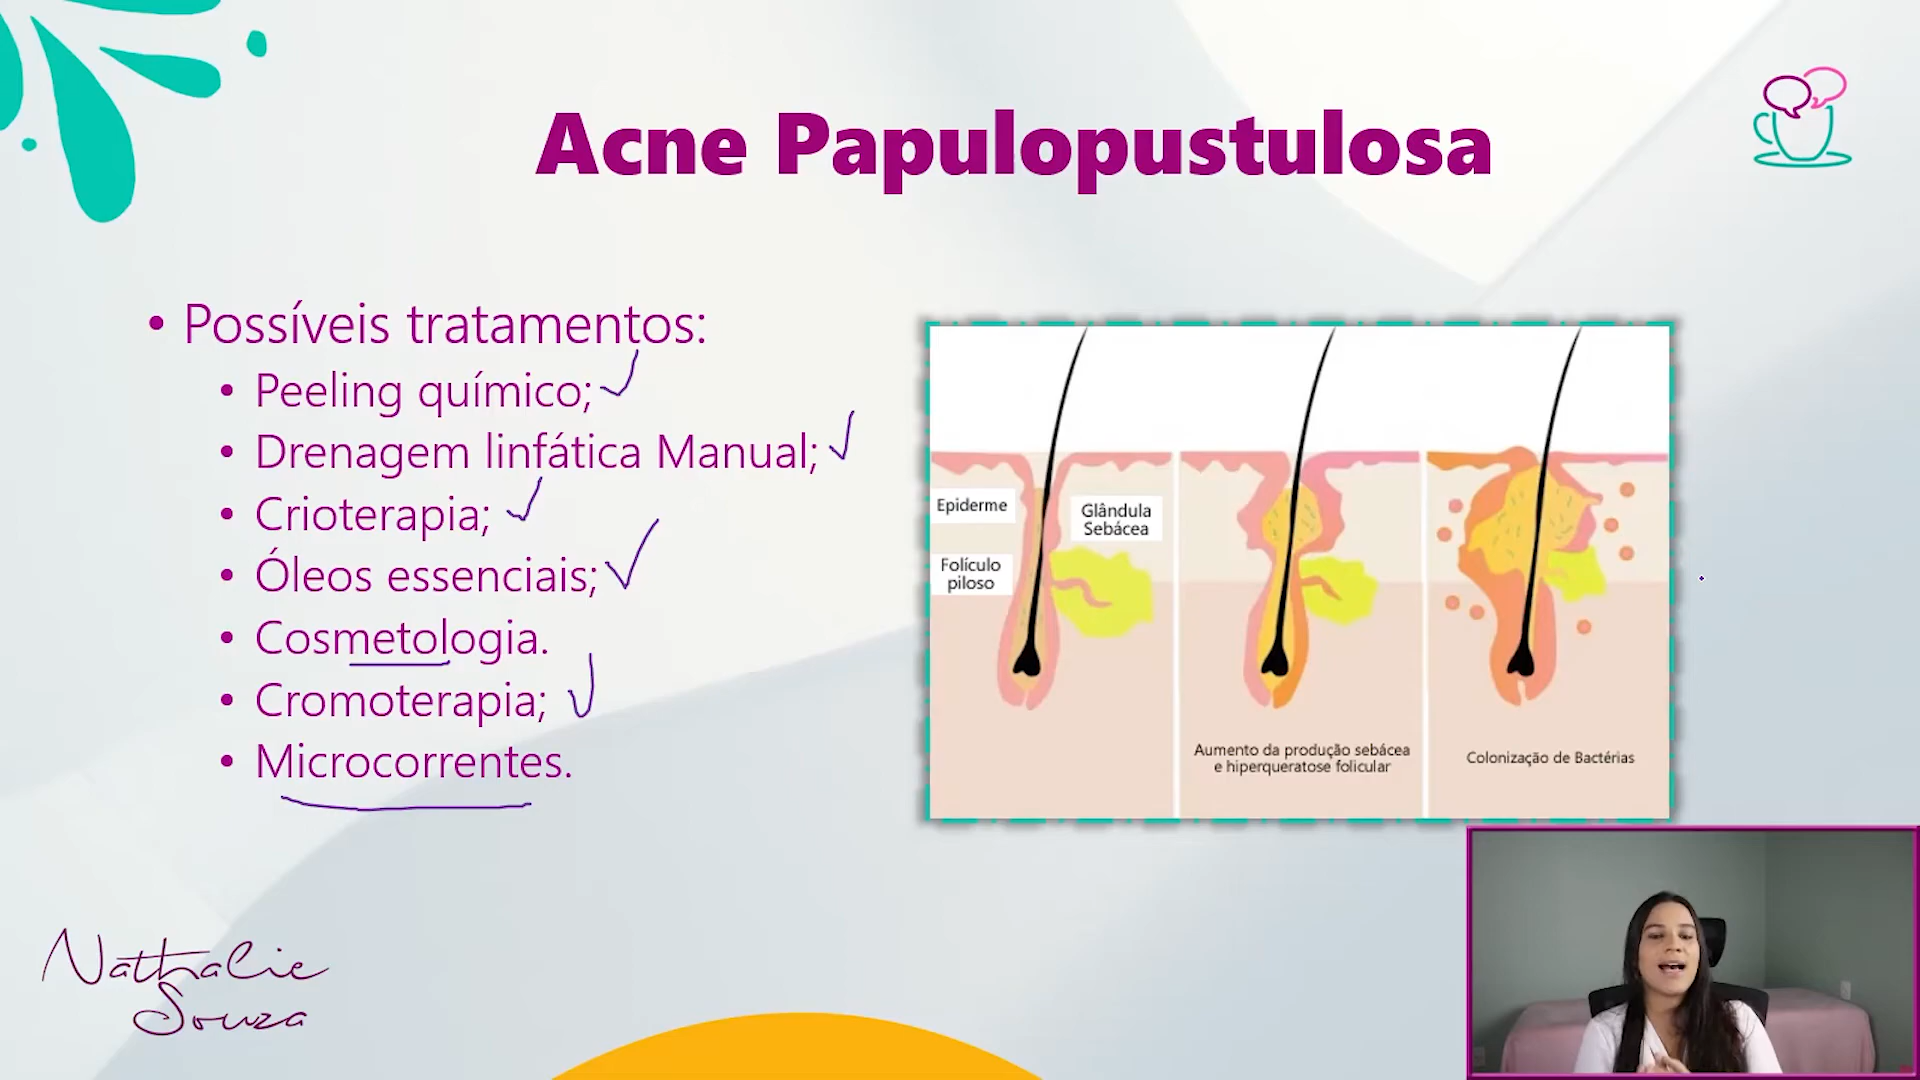 Acne Papulopustulosa
• Possíveis tratamentos:
• Peeling químico;
• Drenagem linfática Manual;
• Crioterapia;
• Óleos essenciais;
• Cosmetologia.
• Cromoterapia;
• Microcorrentes.
Epiderme
Glândula
Sebácea
Folículo
piloso
Aumento da produção sebácea
e hiperqueratose folicular
Colonização de Bactérias
Nathalie
Souza